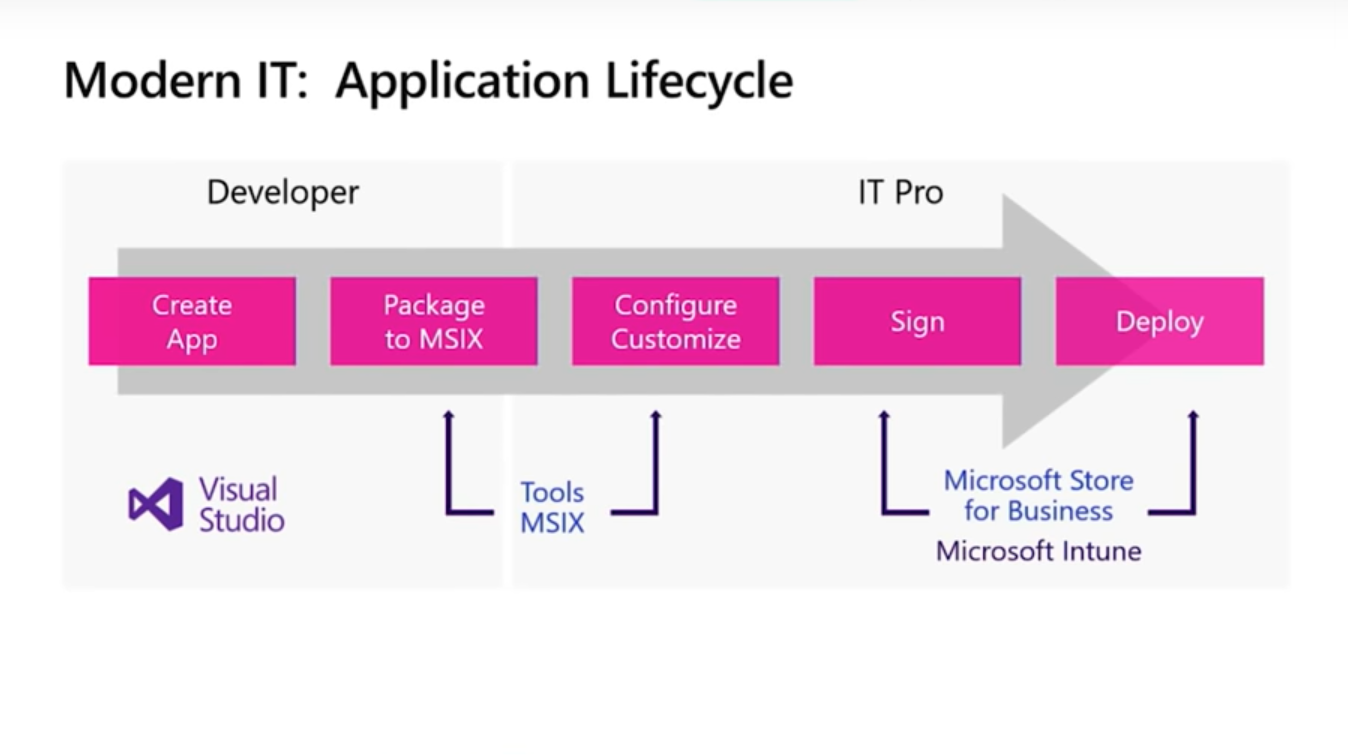 Modern IT: Application Lifecycle
Developer
IT Pro
Create
App
Package
to MSIX
Configure
Customize
Sign
Deploy
Visual
Studio
Tools
MSIX
Microsoft Store
for Business
Microsoft Intune